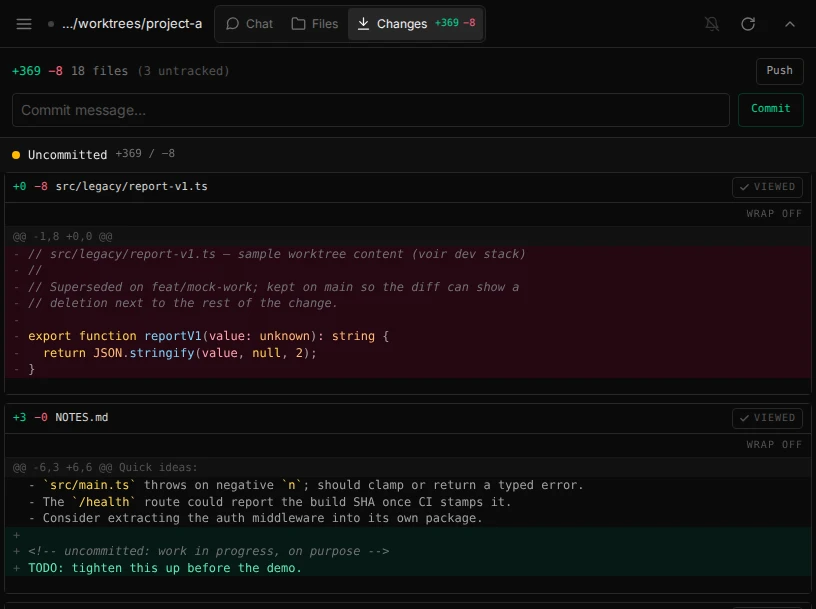 .../worktrees/project-a Chat Files Changes +369 −8
+369 −8 18 files (3 untracked) Push
Commit message... Commit
Uncommitted +369 / −8
+0 −8 src/legacy/report-v1.ts VIEWED
WRAP OFF
@@ -1,8 +0,0 @@
- // src/legacy/report-v1.ts — sample worktree content (voir dev stack)
- //
- // Superseded on feat/mock-work; kept on main so the diff can show a
- // deletion next to the rest of the change.
-
- export function reportV1(value: unknown): string {
-   return JSON.stringify(value, null, 2);
- }
+3 −0 NOTES.md VIEWED
WRAP OFF
@@ -6,3 +6,6 @@ Quick ideas:
- `src/main.ts` throws on negative `n`; should clamp or return a typed error.
- The `/health` route could report the build SHA once CI stamps it.
- Consider extracting the auth middleware into its own package.
+
+ <!-- uncommitted: work in progress, on purpose -->
+ TODO: tighten this up before the demo.